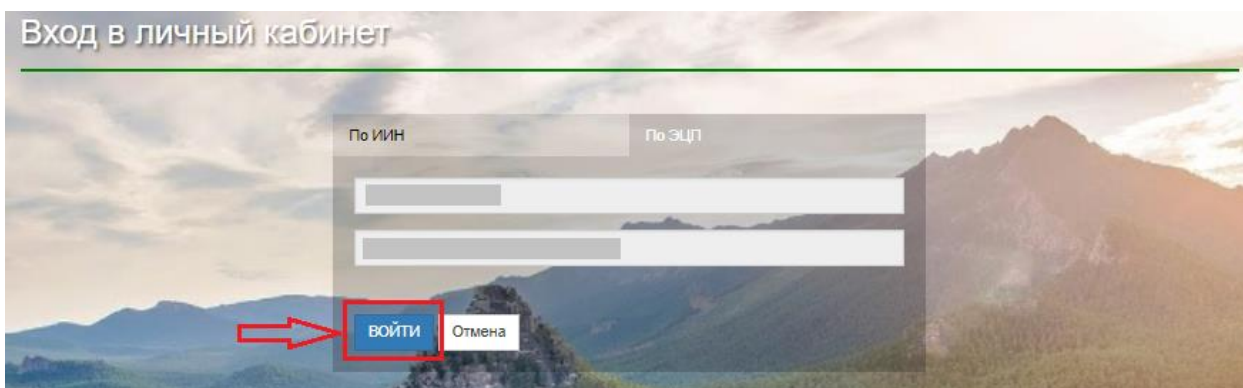 Вход в личный кабинет
По ИИН
По ЭЦП
ВОЙТИ
Отмена